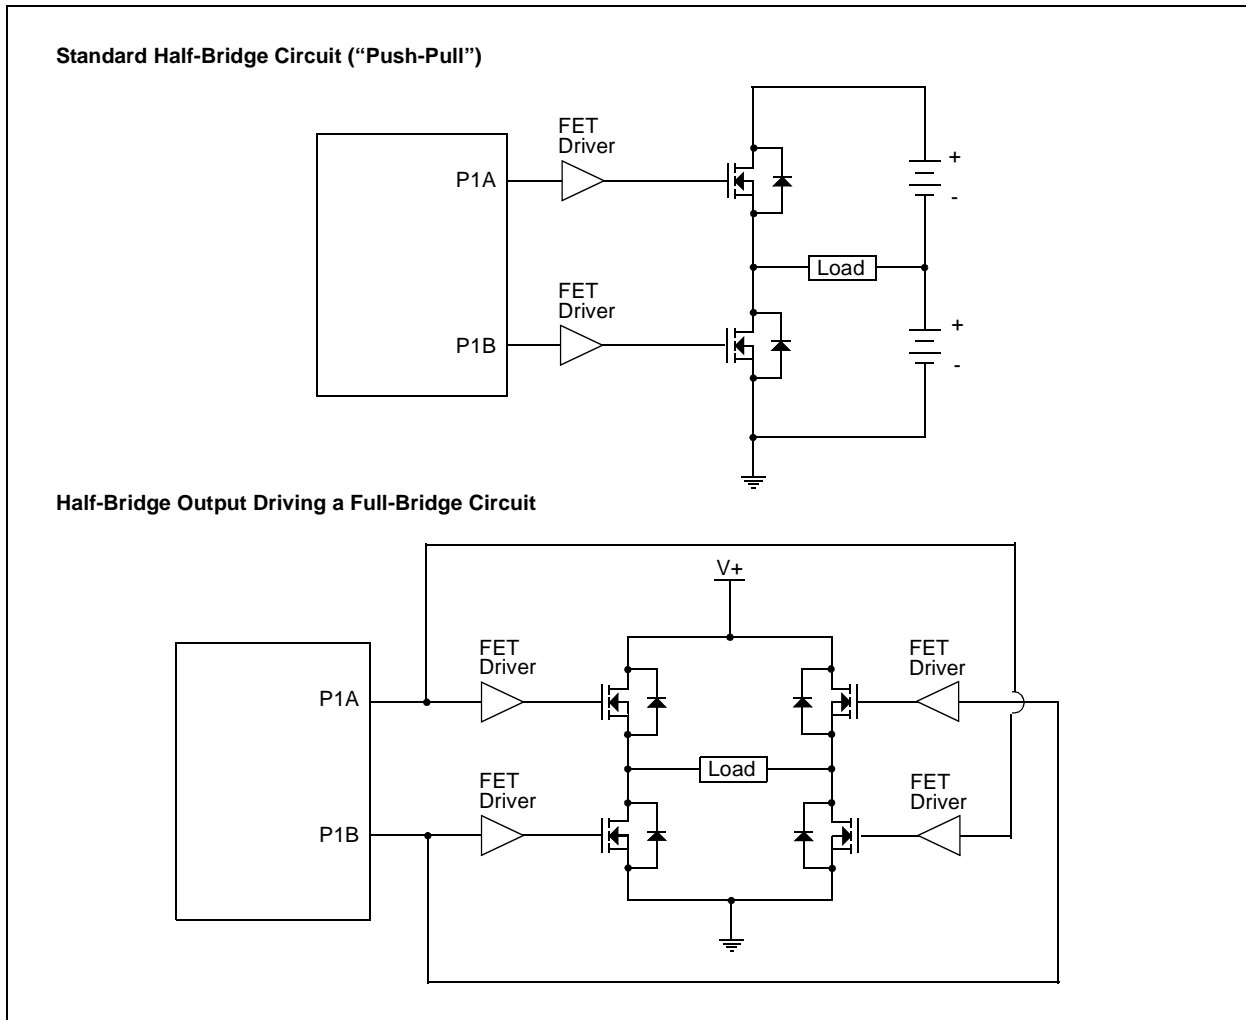 Standard Half-Bridge Circuit (“Push-Pull”)
FET
Driver
P1A
+
-
Load
FET
Driver
P1B
+
-
Half-Bridge Output Driving a Full-Bridge Circuit
V+
FET
Driver
FET
Driver
P1A
Load
FET
Driver
FET
Driver
P1B